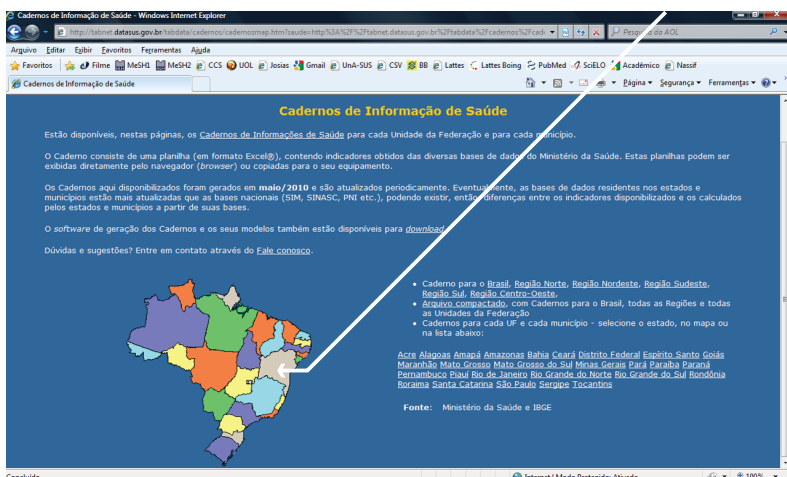 Cadernos de Informação de Saúde - Windows Internet Explorer
http://tabnet.datasus.gov.br/tabdata/cadernos/cadernosmap.htm?saude=http%3A%2F%2Ftabnet.datasus.gov.br%2Ftabdata%2Fcadernos%2Fcade
Pesquisa do AOL
Arquivo Editar Exibir Favoritos Ferramentas Ajuda
Favoritos Filme MeSH1 MeSH2 CCS UOL Josias Gmail UnA-SUS CSV BB Lattes Lattes Boing PubMed SciELO Acadêmico Nassif
Cadernos de Informação de Saúde
Página Segurança Ferramentas
Cadernos de Informação de Saúde
Estão disponíveis, nestas páginas, os Cadernos de Informações de Saúde para cada Unidade da Federação e para cada município.
O Caderno consiste de uma planilha (em formato Excel®), contendo indicadores obtidos das diversas bases de dados do Ministério da Saúde. Estas planilhas podem ser
exibidas diretamente pelo navegador (browser) ou copiadas para o seu equipamento.
Os Cadernos aqui disponibilizados foram gerados em maio/2010 e são atualizados periodicamente. Eventualmente, as bases de dados residentes nos estados e
municípios estão mais atualizadas que as bases nacionais (SIM, SINASC, PNI etc.), podendo existir, então, diferenças entre os indicadores disponibilizados e os calculados
pelos estados e municípios a partir de suas bases.
O software de geração dos Cadernos e os seus modelos também estão disponíveis para download.
Dúvidas e sugestões? Entre em contato através do Fale conosco.
• Caderno para o Brasil, Região Norte, Região Nordeste, Região Sudeste,
Região Sul, Região Centro-Oeste,
• Arquivo compactado, com Cadernos para o Brasil, todas as Regiões e todas
as Unidades da Federação
• Cadernos para cada UF e cada município - selecione o estado, no mapa ou
na lista abaixo:
Acre Alagoas Amapá Amazonas Bahia Ceará Distrito Federal Espírito Santo Goiás
Maranhão Mato Grosso Mato Grosso do Sul Minas Gerais Pará Paraíba Paraná
Pernambuco Piauí Rio de Janeiro Rio Grande do Norte Rio Grande do Sul Rondônia
Roraima Santa Catarina São Paulo Sergipe Tocantins
Fonte: Ministério da Saúde e IBGE
Concluído
Internet | Modo Protegido: Ativado
100%